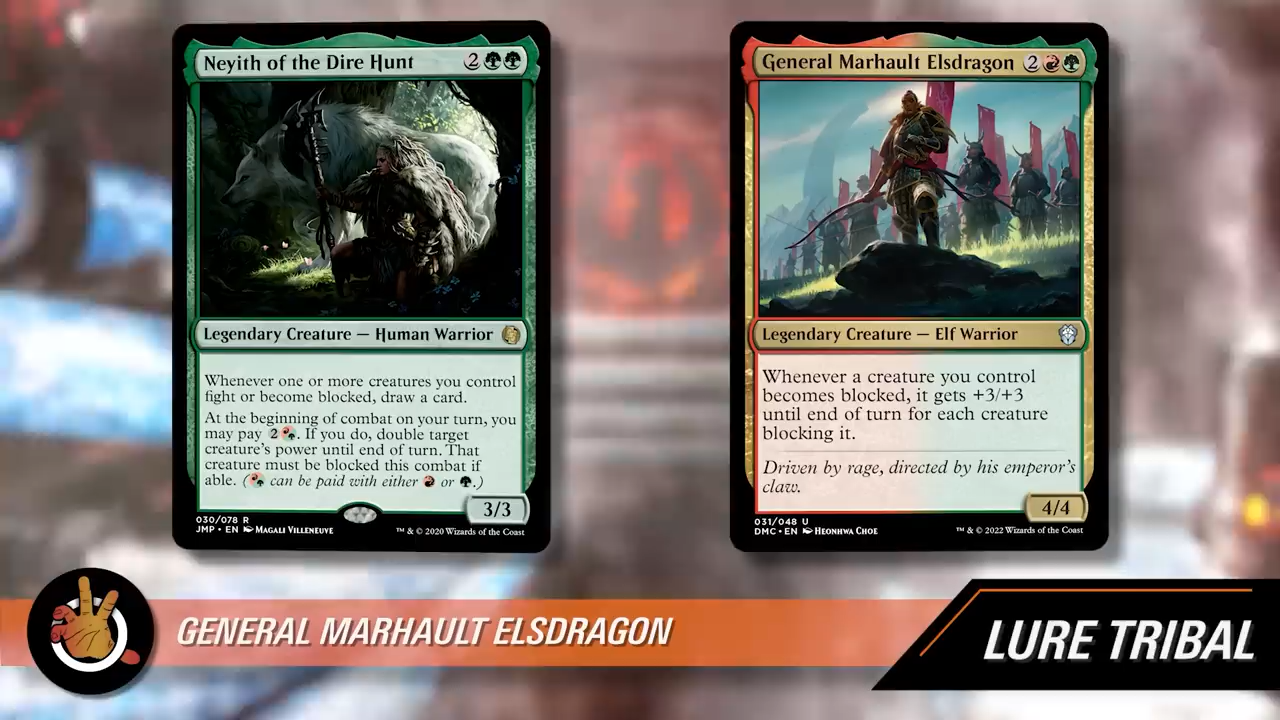 Neyith of the Dire Hunt 2
Legendary Creature — Human Warrior
Whenever one or more creatures you control
fight or become blocked, draw a card.
At the beginning of combat on your turn, you
may pay 2. If you do, double target
creature's power until end of turn. That
creature must be blocked this combat if
able. ( can be paid with either or .)
3/3
030/078 R
JMP • EN MAGALI VILLENEUVE
™ & © 2020 Wizards of the Coast
General Marhault Elsdragon 2
Legendary Creature — Elf Warrior
Whenever a creature you control
becomes blocked, it gets +3/+3
until end of turn for each creature
blocking it.
Driven by rage, directed by his emperor's
claw.
4/4
031/048 U
DMC • EN HEONHWA CHOE
™ & © 2022 Wizards of the Coast
GENERAL MARHAULT ELSDRAGON
LURE TRIBAL